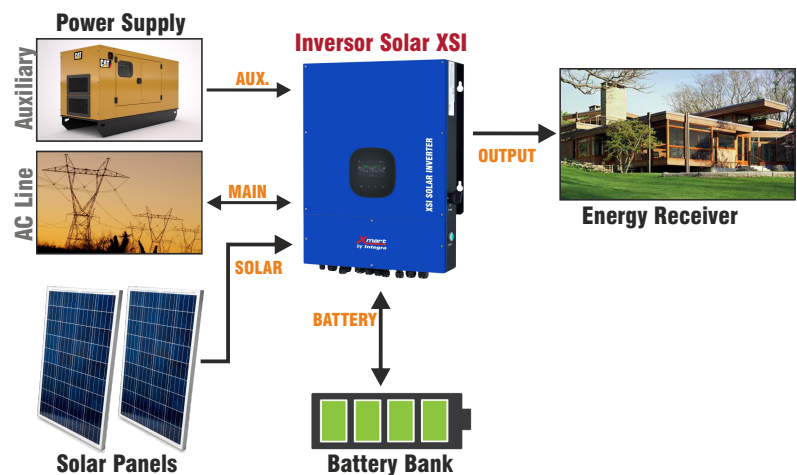 Power Supply
Auxiliary
CAT
CAT
AUX.
Inversor Solar XSI
XSI SOLAR INVERTER
Xmart
by Integra
OUTPUT
Energy Receiver
AC Line
MAIN
SOLAR
BATTERY
Solar Panels
Battery Bank